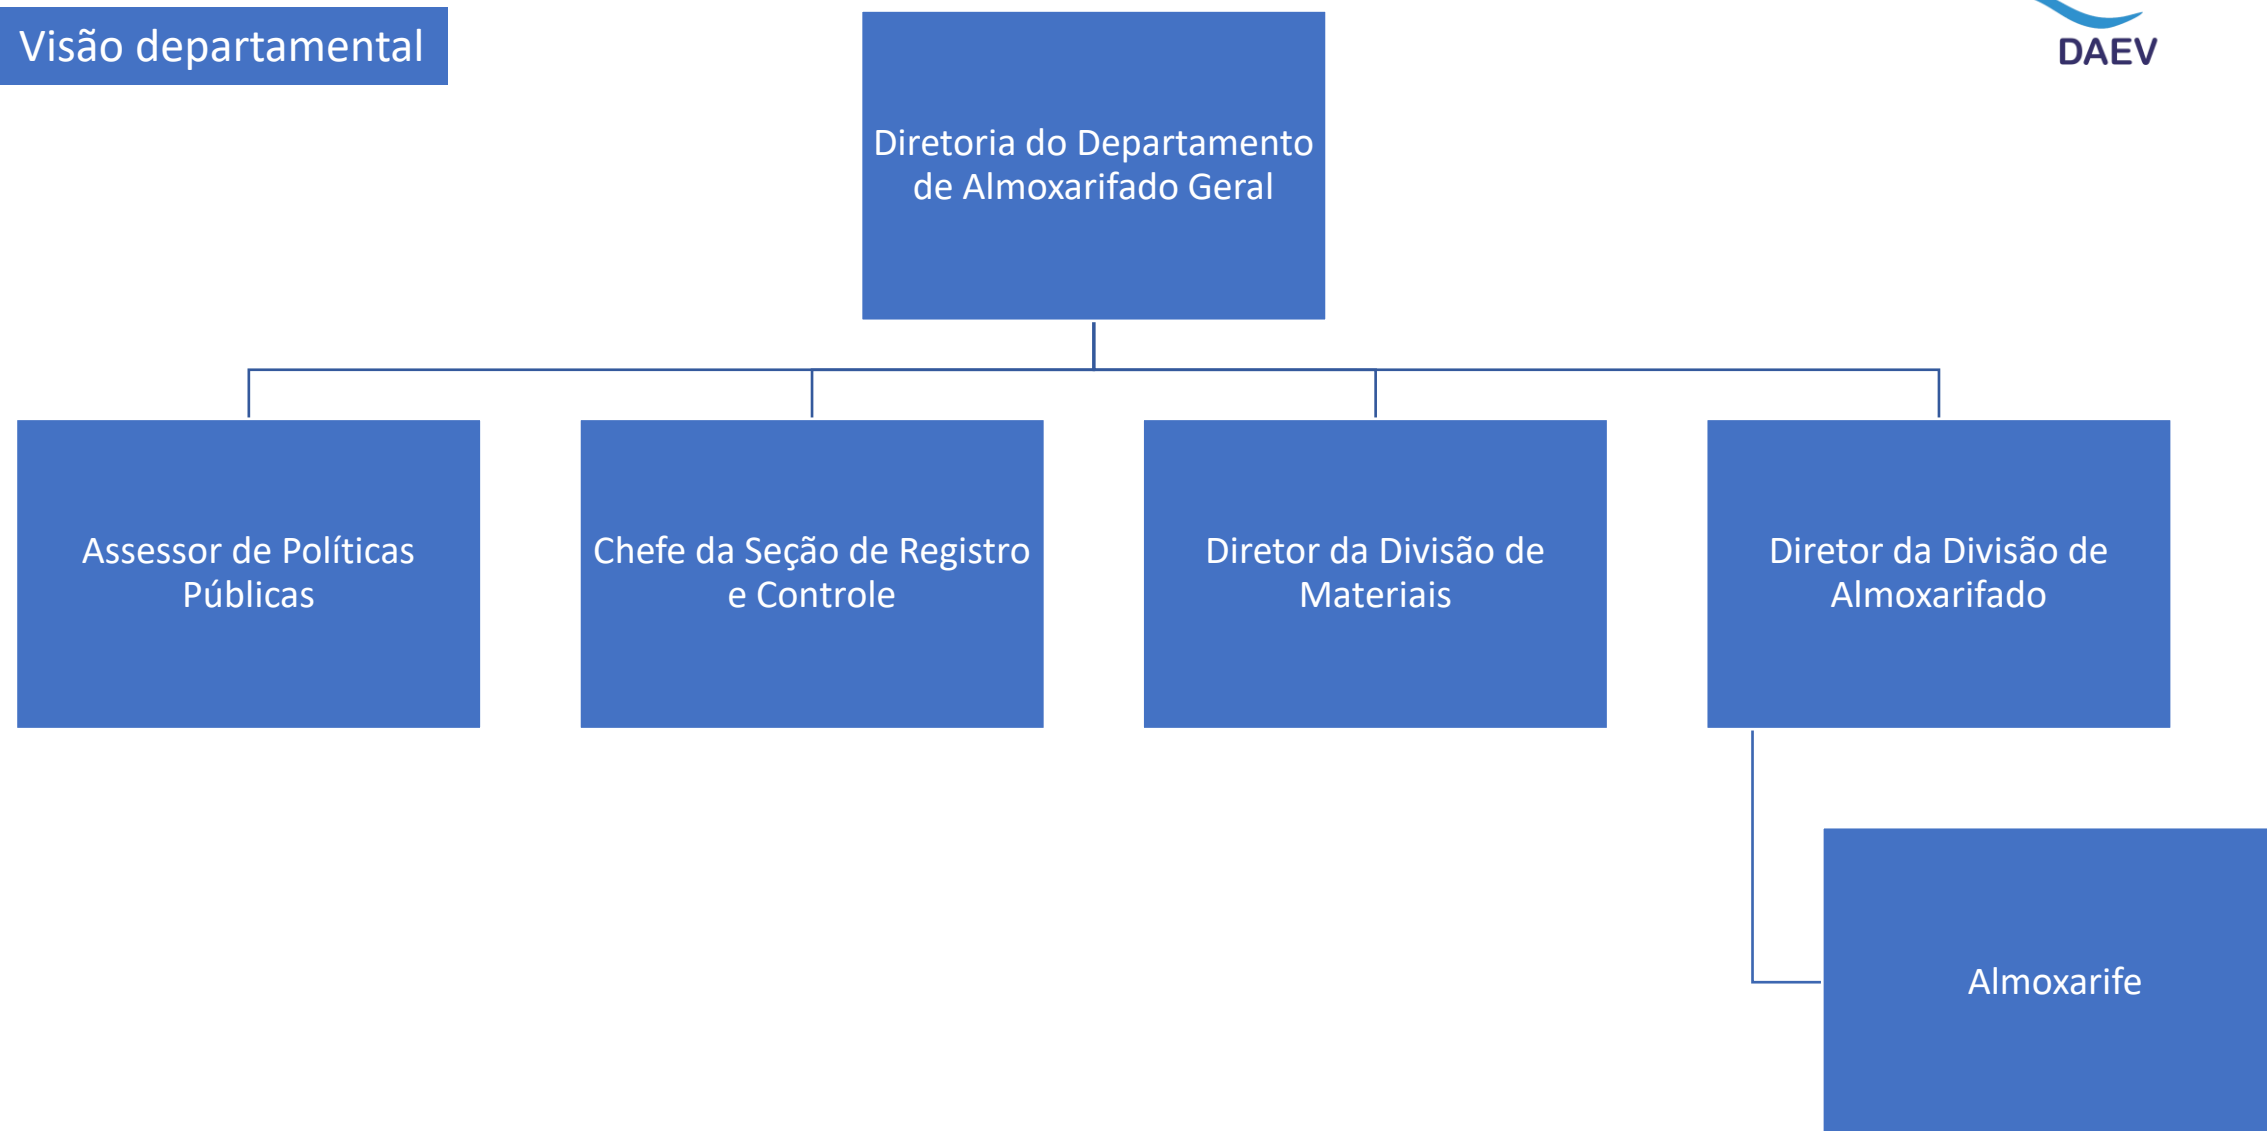 Visão departamental
DAEV
Diretoria do Departamento
de Almoxarifado Geral
Assessor de Políticas
Públicas
Chefe da Seção de Registro
e Controle
Diretor da Divisão de
Materiais
Diretor da Divisão de
Almoxarifado
Almoxarife